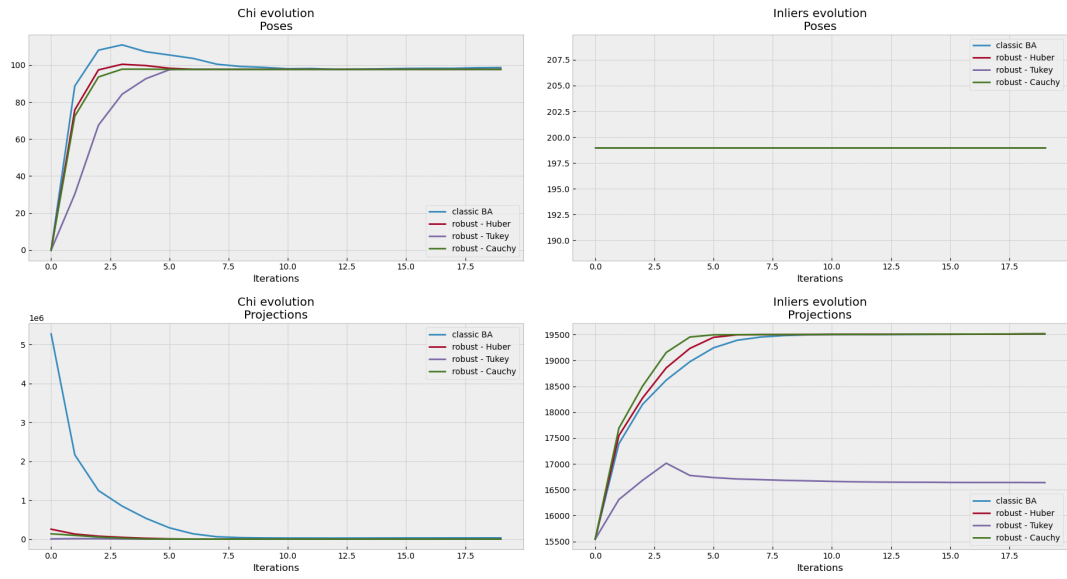 Chi evolution
Poses
100
80
60
40
20
0
0.0 2.5 5.0 7.5 10.0 12.5 15.0 17.5
Iterations
classic BA
robust - Huber
robust - Tukey
robust - Cauchy
Inliers evolution
Poses
207.5
205.0
202.5
200.0
197.5
195.0
192.5
190.0
0.0 2.5 5.0 7.5 10.0 12.5 15.0 17.5
Iterations
classic BA
robust - Huber
robust - Tukey
robust - Cauchy
Chi evolution
Projections
1e6
5
4
3
2
1
0
0.0 2.5 5.0 7.5 10.0 12.5 15.0 17.5
Iterations
classic BA
robust - Huber
robust - Tukey
robust - Cauchy
Inliers evolution
Projections
19500
19000
18500
18000
17500
17000
16500
16000
15500
0.0 2.5 5.0 7.5 10.0 12.5 15.0 17.5
Iterations
classic BA
robust - Huber
robust - Tukey
robust - Cauchy